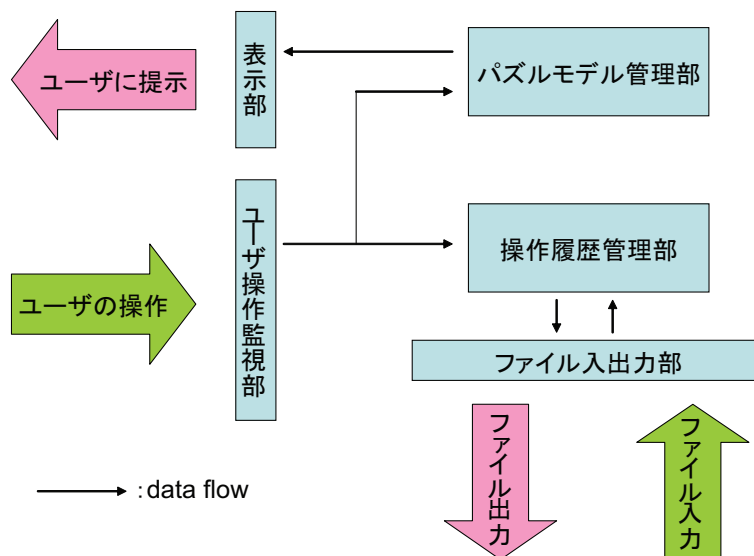 ユーザに提示
表示部
パズルモデル管理部
ユーザの操作
ユーザ操作監視部
操作履歴管理部
ファイル入出力部
ファイル出力
ファイル入力
:data flow